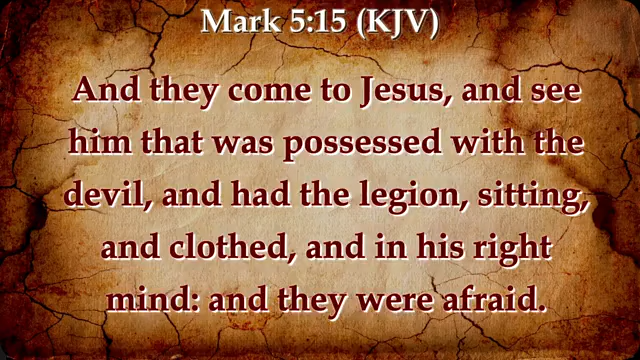 Mark 5:15 (KJV)
And they come to Jesus, and see
him that was possessed with the
devil, and had the legion, sitting,
and clothed, and in his right
mind: and they were afraid.